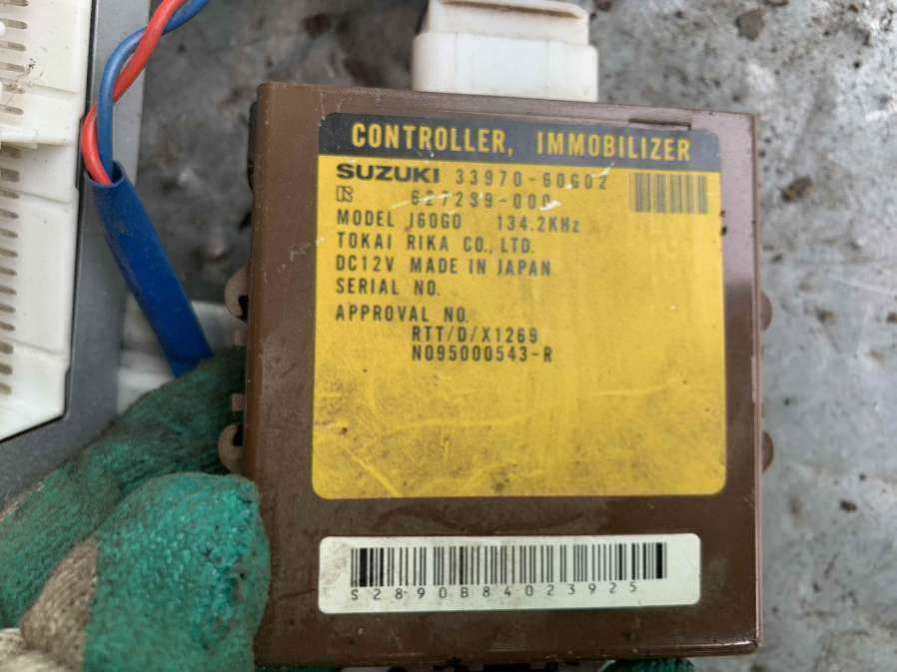 CONTROLLER, IMMOBILIZER
SUZUKI 33970-60G02
627239-000
MODEL J60G0 134.2KHz
TOKAI RIKA CO., LTD.
DC12V MADE IN JAPAN
SERIAL NO.
APPROVAL NO.
RTT/D/X1269
N095000543-R
S2890B84023925